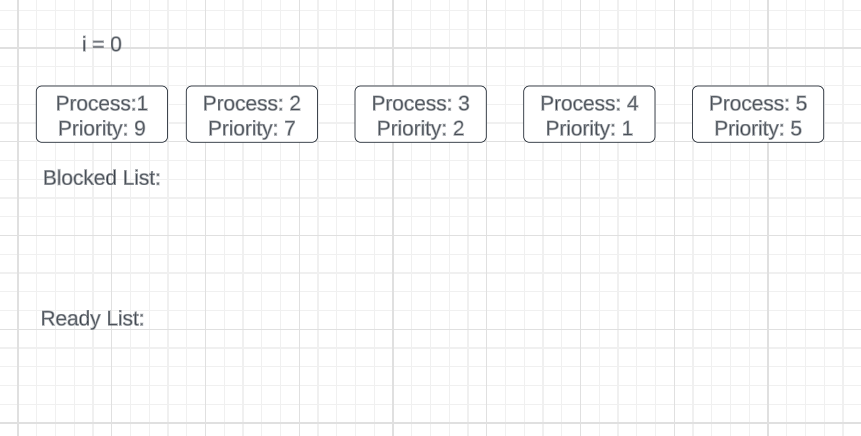 i = 0
Process:1
Priority: 9
Process: 2
Priority: 7
Process: 3
Priority: 2
Process: 4
Priority: 1
Process: 5
Priority: 5
Blocked List:
Ready List: